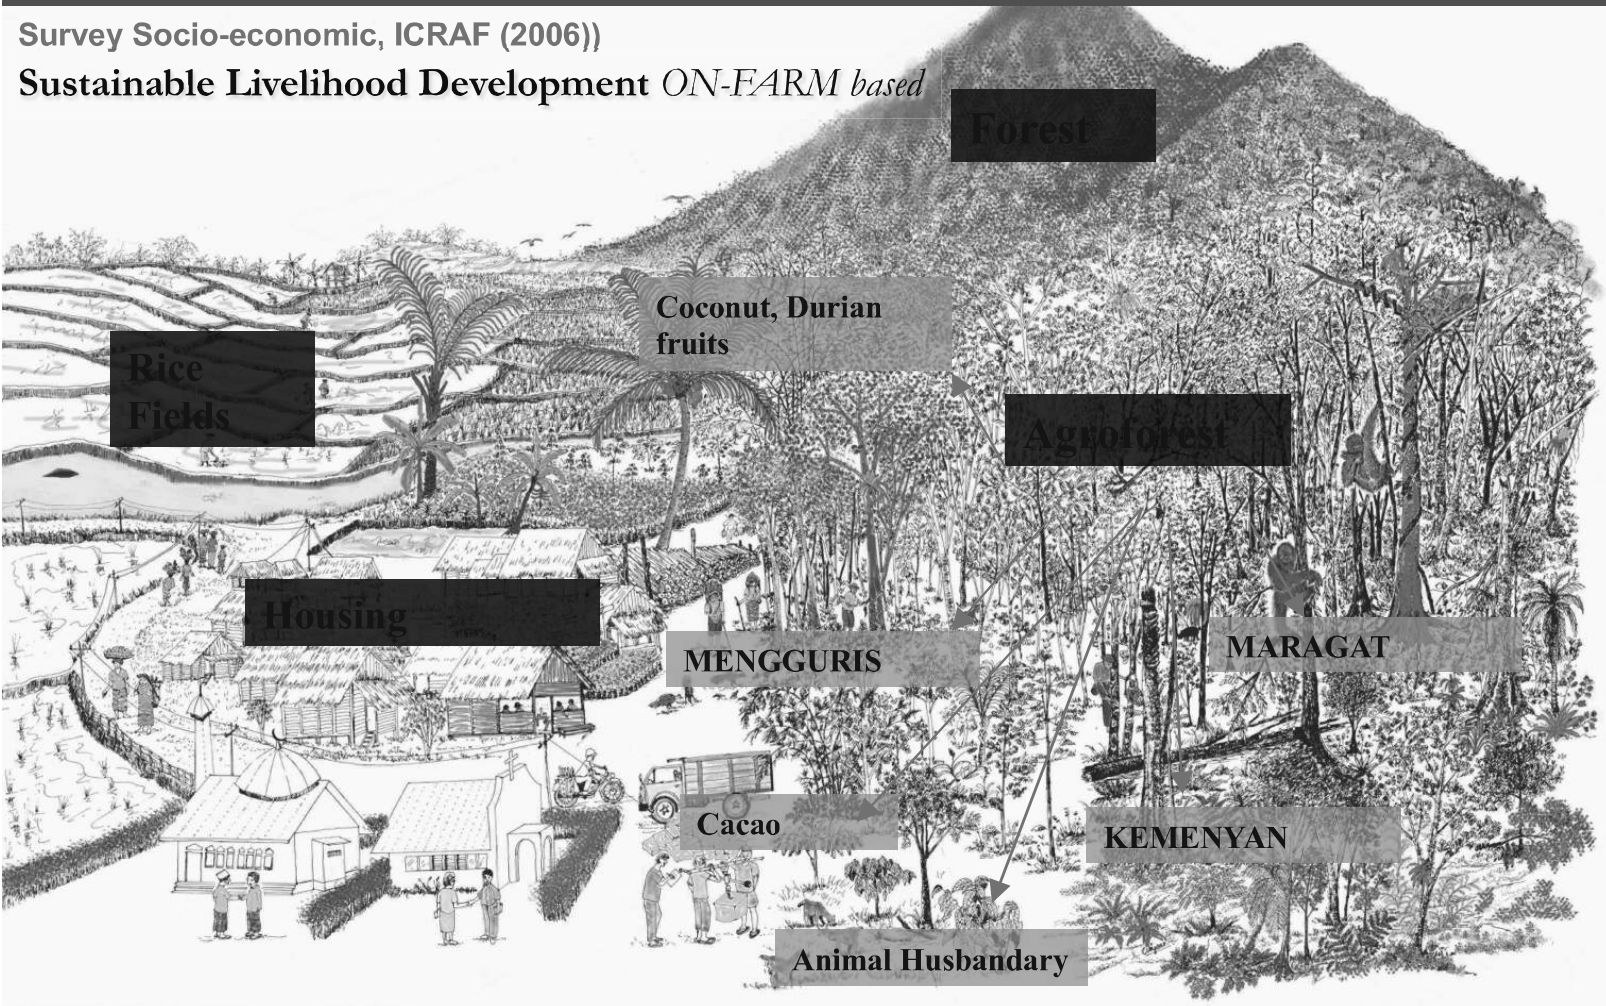 Survey Socio-economic, ICRAF (2006))
Sustainable Livelihood Development ON-FARM based
Forest
Coconut, Durian
fruits
Rice
Fields
Agroforest
Housing
MENGGURIS
MARAGAT
Cacao
KEMENYAN
Animal Husbandary